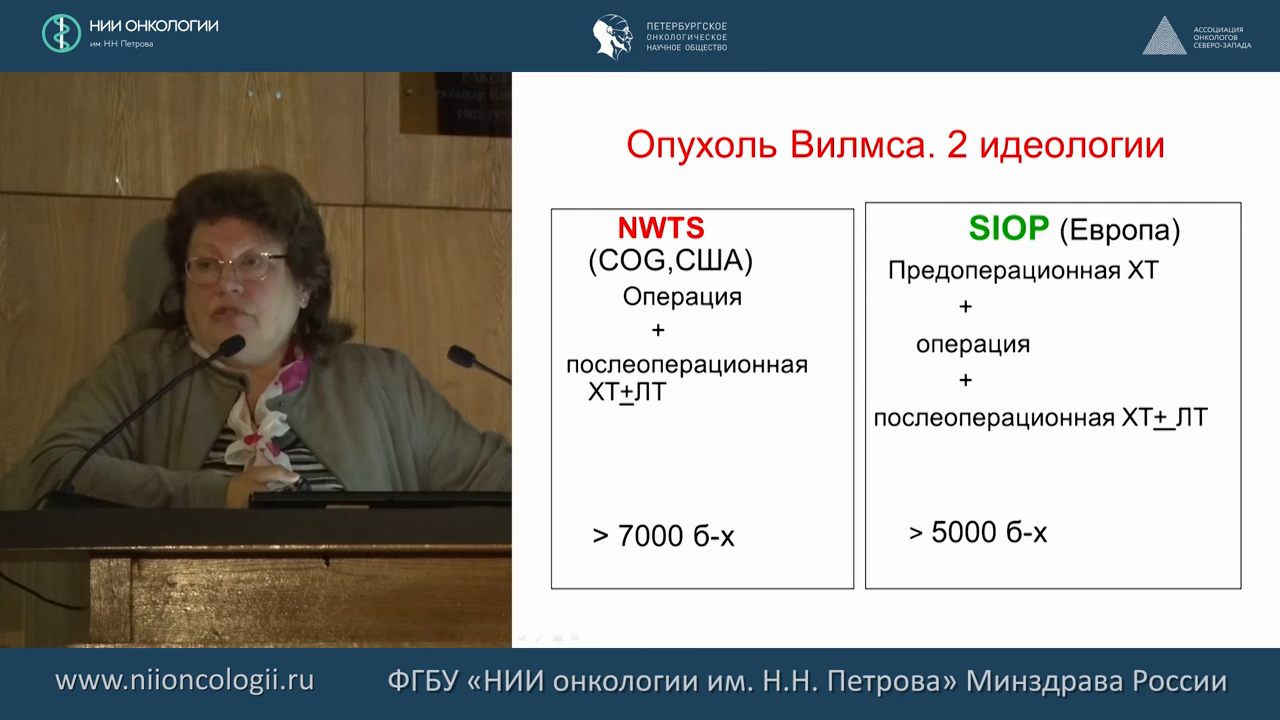 НИИ ОНКОЛОГИИ
им. Н.Н. Петрова
ПЕТЕРБУРГСКОЕ
ОНКОЛОГИЧЕСКОЕ
НАУЧНОЕ ОБЩЕСТВО
АССОЦИАЦИЯ
ОНКОЛОГОВ
СЕВЕРО-ЗАПАДА
Опухоль Вилмса. 2 идеологии
NWTS
(COG,США)
Операция
+
послеоперационная
ХТ+ЛТ
> 7000 б-х
SIOP (Европа)
Предоперационная ХТ
+
операция
+
послеоперационная ХТ+ ЛТ
> 5000 б-х
www.niioncologii.ru
ФГБУ «НИИ онкологии им. Н.Н. Петрова» Минздрава России